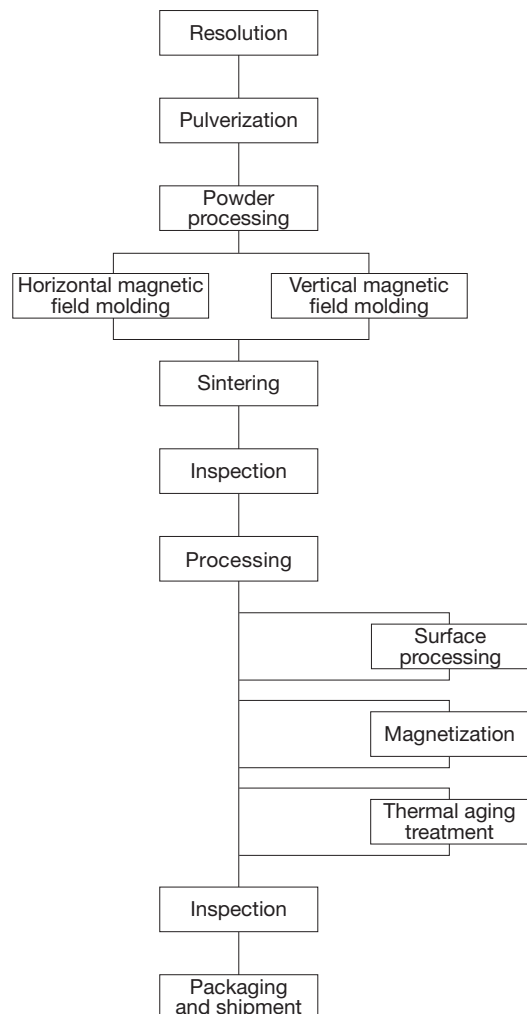 Resolution
Pulverization
Powder
processing
Horizontal magnetic
field molding
Vertical magnetic
field molding
Sintering
Inspection
Processing
Surface
processing
Magnetization
Thermal aging
treatment
Inspection
Packaging
and shipment